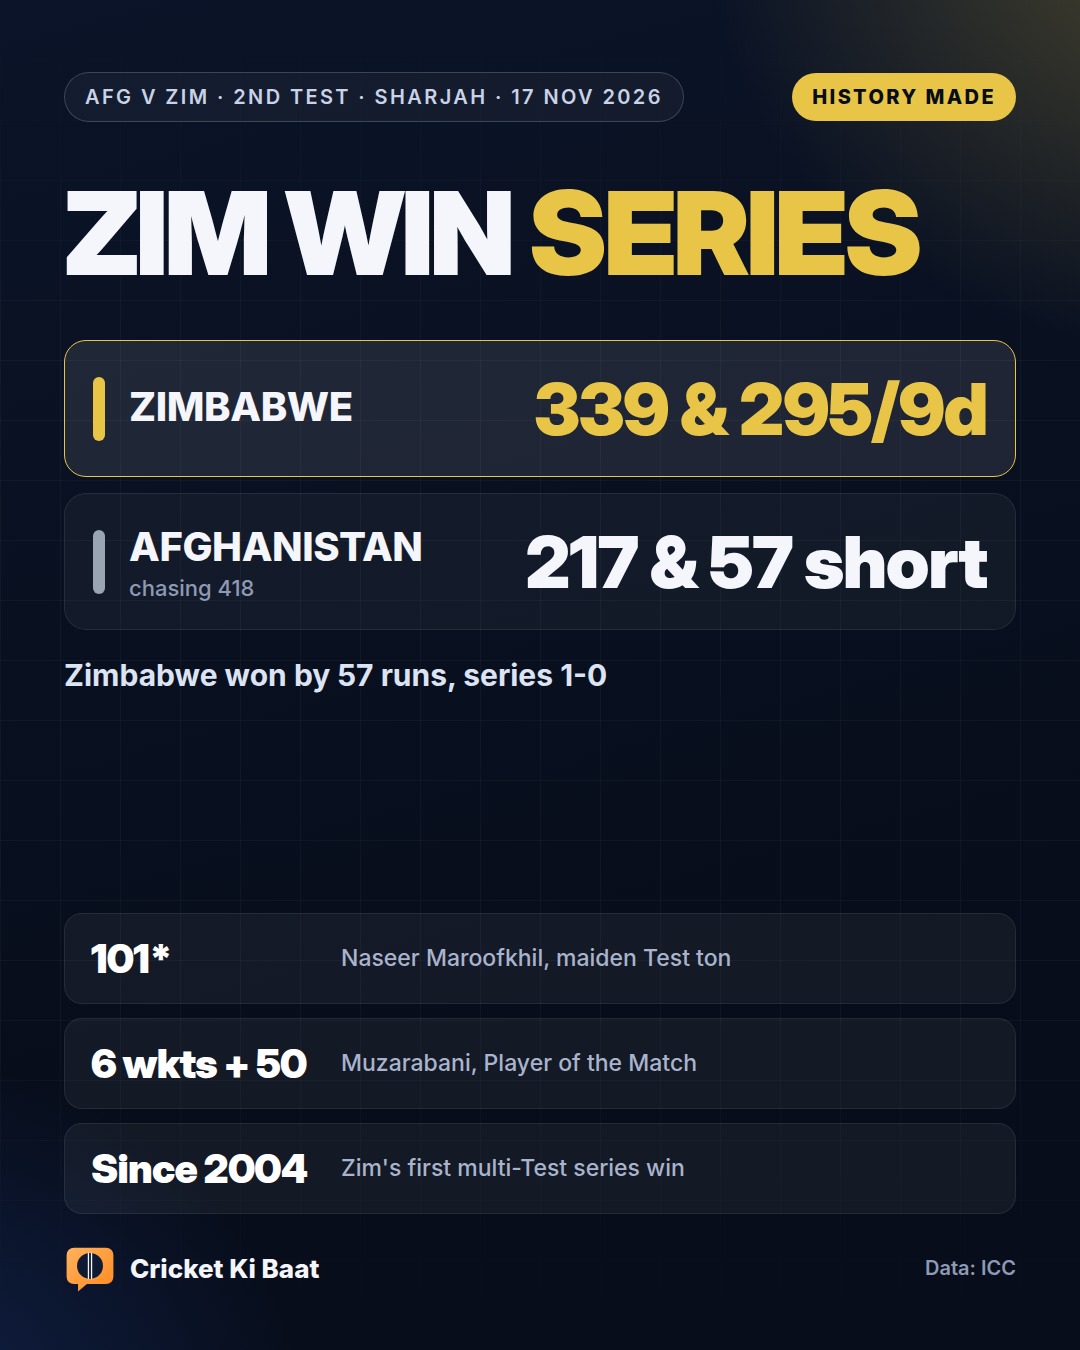 AFG V ZIM · 2ND TEST · SHARJAH · 17 NOV 2026
HISTORY MADE
ZIM WIN SERIES
ZIMBABWE
339 & 295/9d
AFGHANISTAN
chasing 418
217 & 57 short
Zimbabwe won by 57 runs, series 1-0
101*
Naseer Maroofkhil, maiden Test ton
6 wkts + 50
Muzarabani, Player of the Match
Since 2004
Zim's first multi-Test series win
Cricket Ki Baat
Data: ICC